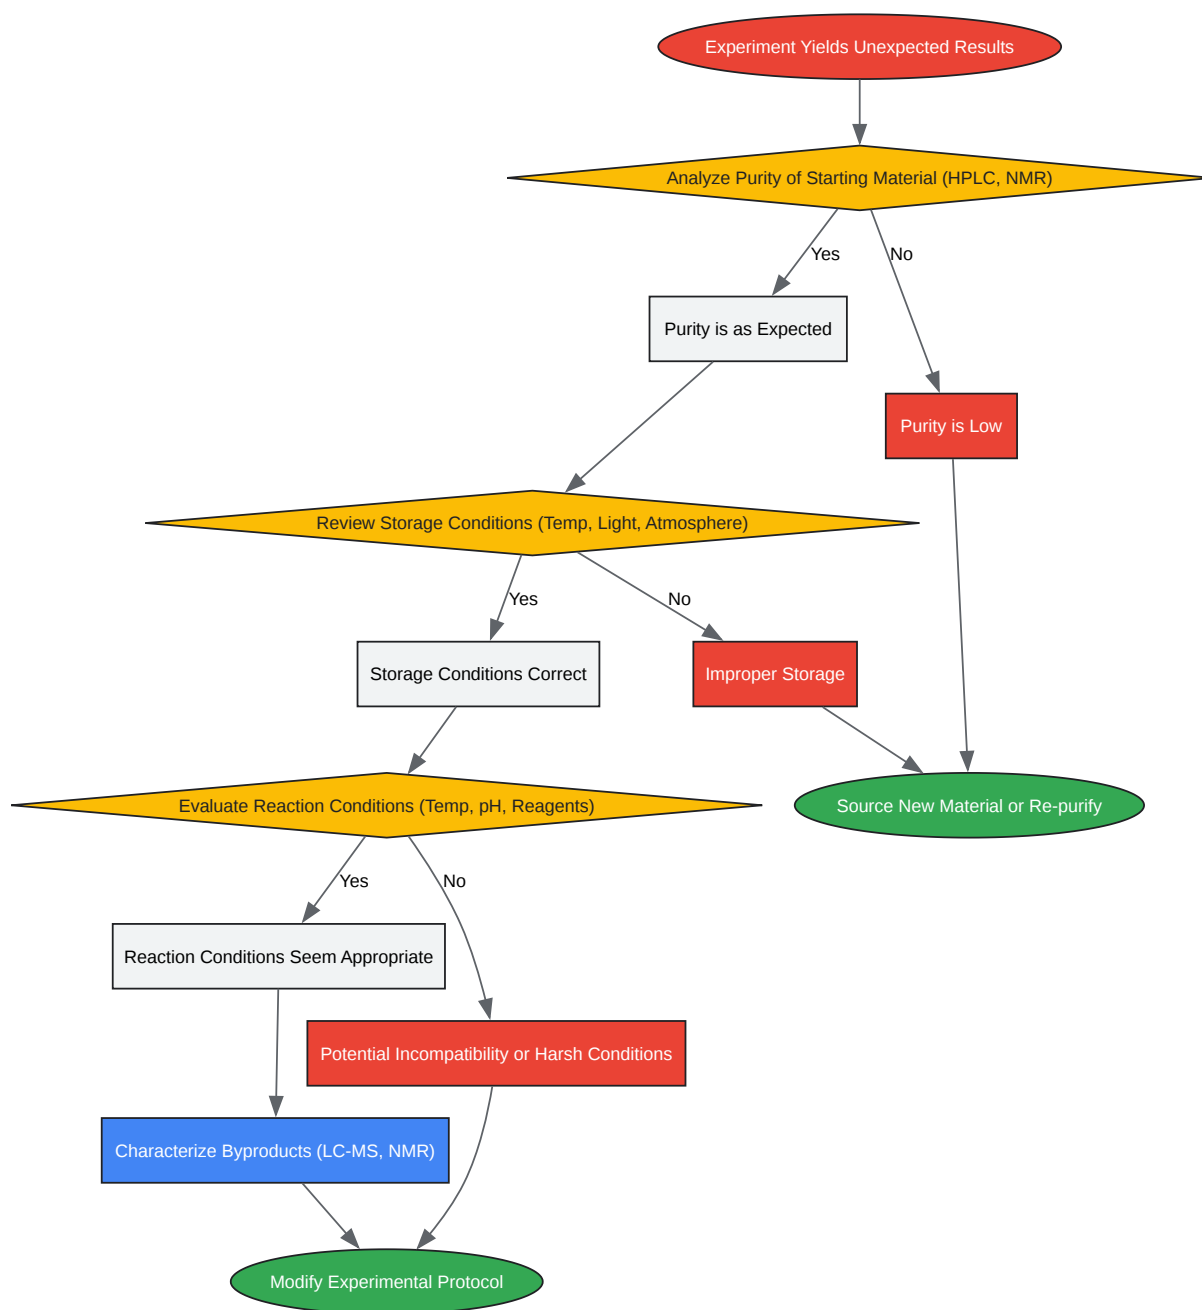 Experiment Yields Unexpected Results
Analyze Purity of Starting Material (HPLC, NMR)
Yes
No
Purity is as Expected
Purity is Low
Review Storage Conditions (Temp, Light, Atmosphere)
Yes
No
Storage Conditions Correct
Improper Storage
Evaluate Reaction Conditions (Temp, pH, Reagents)
Source New Material or Re-purify
Yes
No
Reaction Conditions Seem Appropriate
Potential Incompatibility or Harsh Conditions
Characterize Byproducts (LC-MS, NMR)
Modify Experimental Protocol